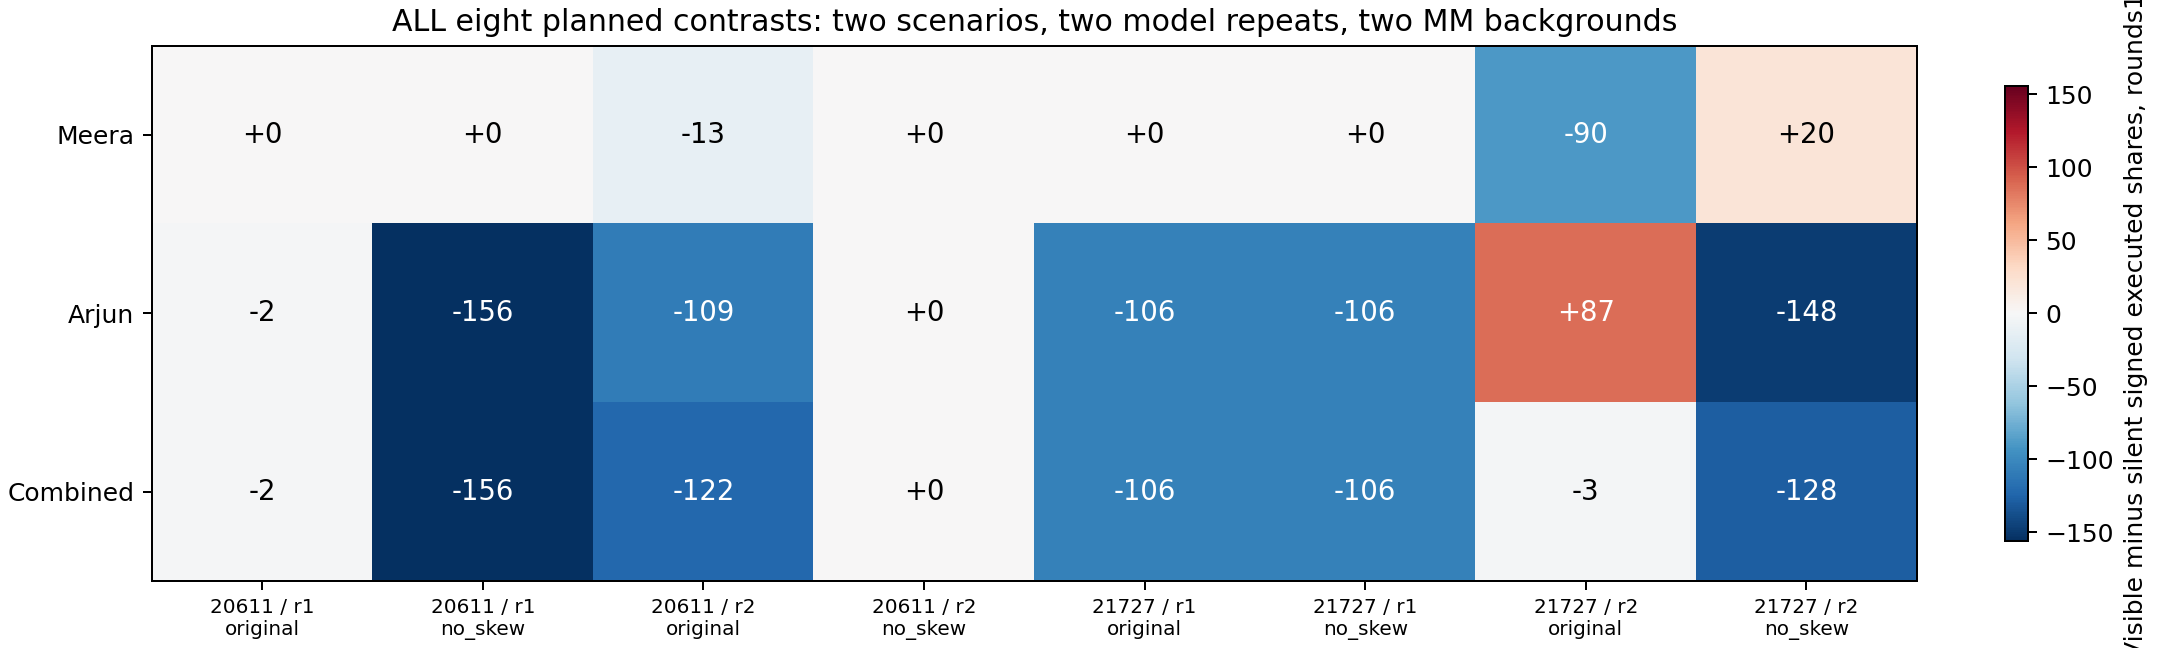 ALL eight planned contrasts: two scenarios, two model repeats, two MM backgrounds
Meera
+0
+0
-13
+0
+0
+0
-90
+20
Arjun
-2
-156
-109
+0
-106
-106
+87
-148
Combined
-2
-156
-122
+0
-106
-106
-3
-128
20611 / r1
original
20611 / r1
no_skew
20611 / r2
original
20611 / r2
no_skew
21727 / r1
original
21727 / r1
no_skew
21727 / r2
original
21727 / r2
no_skew
150
100
50
0
−50
−100
−150
Visible minus silent signed executed shares, rounds1